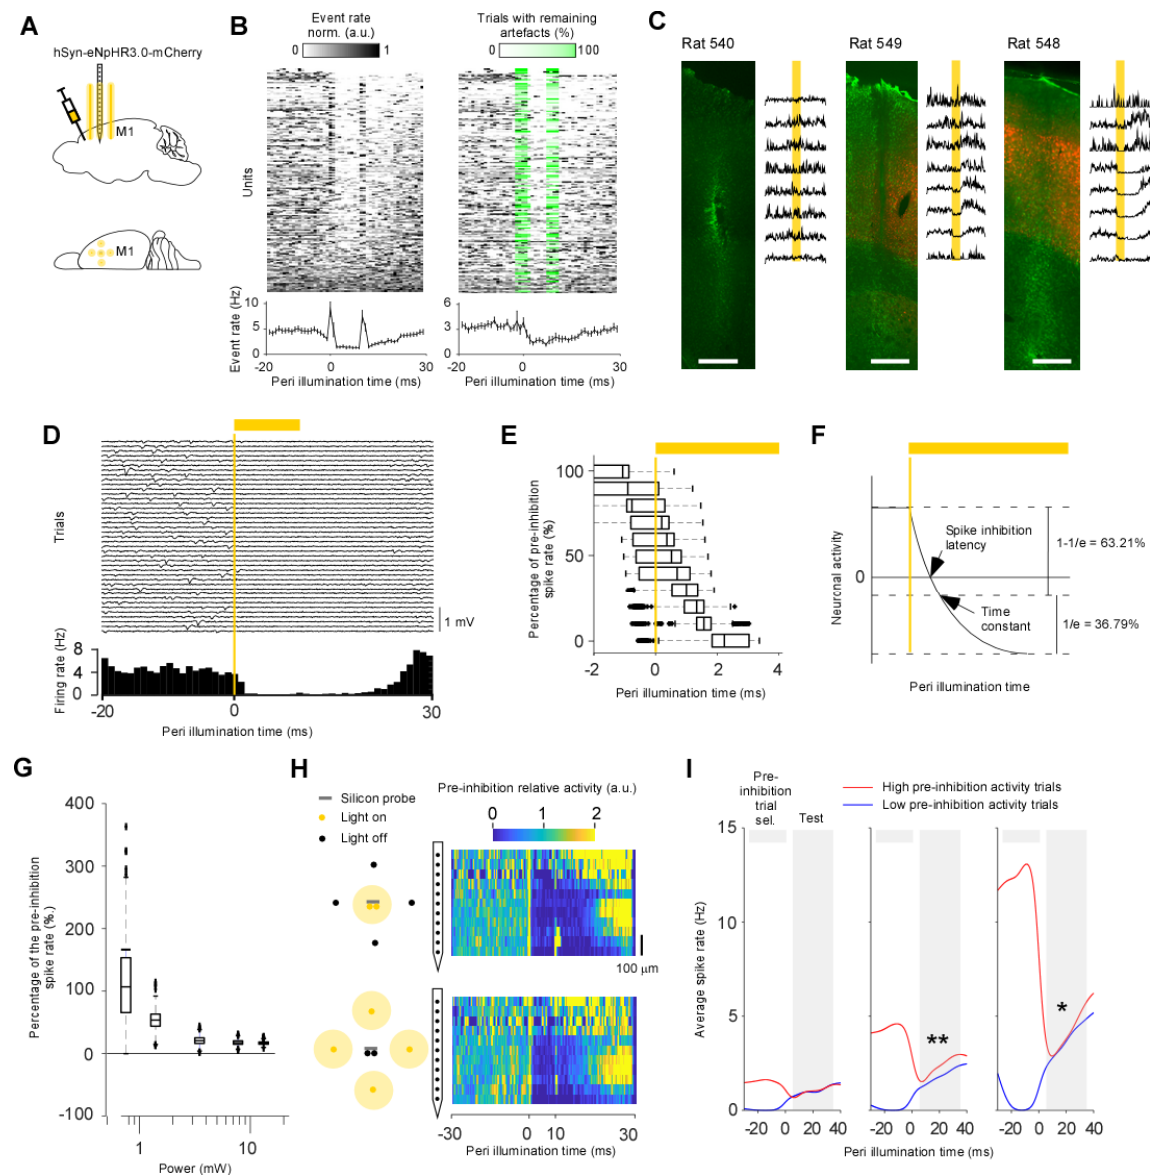 A
hSyn-eNpHR3.0-mCherry
M1
M1
B
Event rate
norm. (a.u.)
0 1
Trials with remaining
artefacts (%)
0 100
Units
Event rate (Hz)
10
5
0
-20 0 30
Peri illumination time (ms)
6
3
0
-20 0 30
Peri illumination time (ms)
C
Rat 540 Rat 549 Rat 548
D
Trials
1 mV
Firing rate (Hz)
8
4
0
-20 0 30
Peri illumination time (ms)
E
Percentage of pre-inhibition
spike rate (%)
100
50
0
-2 0 2 4
Peri illumination time (ms)
F
Neuronal activity
0
Spike inhibition
latency
Time
constant
1-1/e = 63.21%
1/e = 36.79%
Peri illumination time
G
Percentage of the pre-inhibition
spike rate (%.)
400
300
200
100
0
-100
1 10
Power (mW)
H
Silicon probe
Light on
Light off
Pre-inhibition relative activity (a.u.)
0 1 2
100 µm
-30 0 10 30
Peri illumination time (ms)
I
Pre-
inhibition
trial
sel.
Test
High pre-inhibition activity trials
Low pre-inhibition activity trials
Average spike rate (Hz)
15
10
5
0
-20 0 20 40
-20 0 20 40
-20 0 20 40
** *
Peri illumination time (ms)